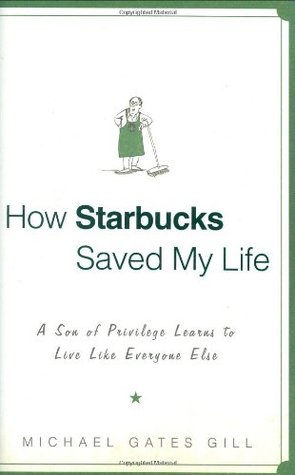 How Starbucks
Saved My Life
A Son of Privilege Learns to
Live Like Everyone Else
MICHAEL GATES GILL